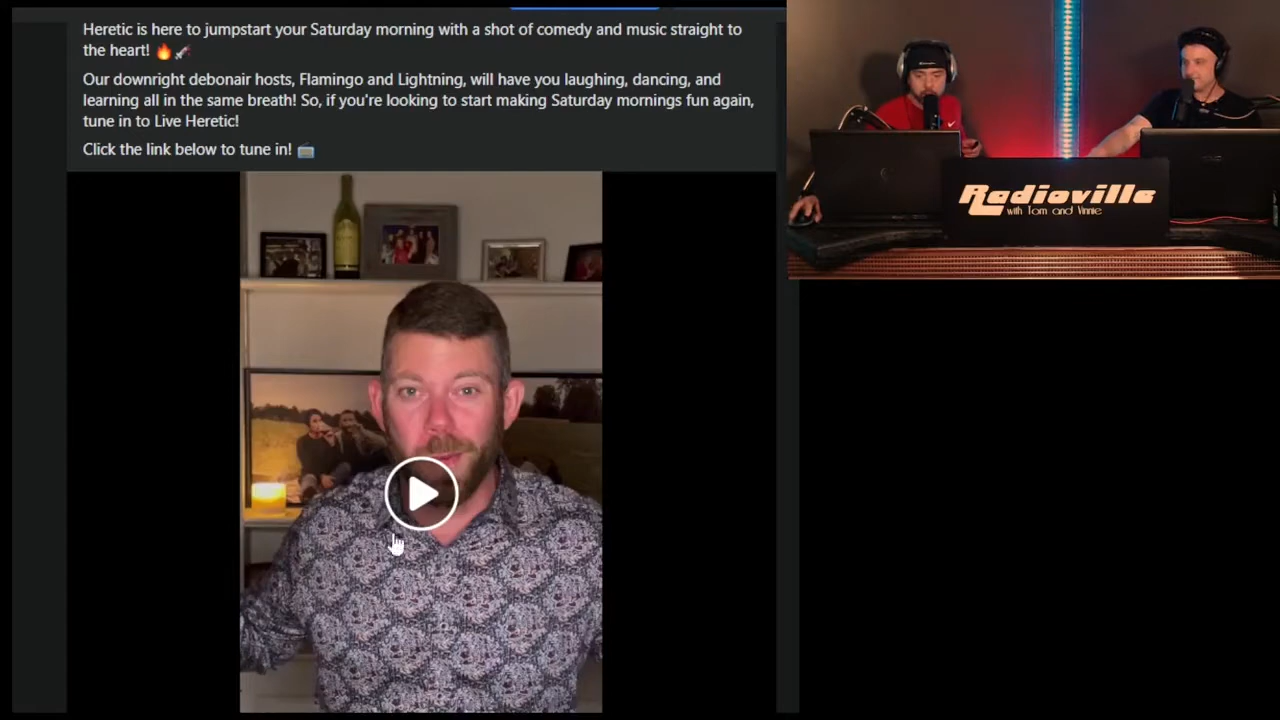 Heretic is here to jumpstart your Saturday morning with a shot of comedy and music straight to
the heart! 🔥🚀
Our downright debonair hosts, Flamingo and Lightning, will have you laughing, dancing, and
learning all in the same breath! So, if you're looking to start making Saturday mornings fun again,
tune in to Live Heretic!
Click the link below to tune in! 📻
Radioville
with Tom and Vinnie